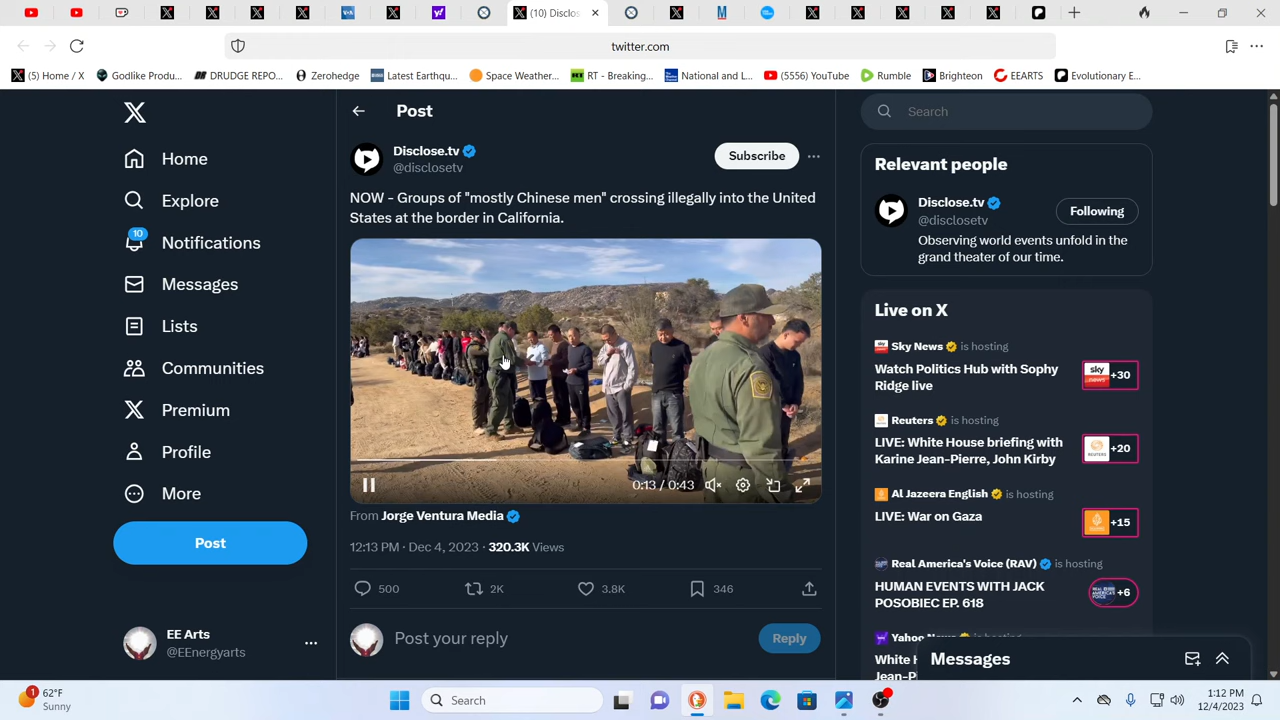 (10) Disclos
twitter.com
(5) Home / X
Godlike Produ...
DRUDGE REPO...
Zerohedge
Latest Earthqu...
Space Weather...
RT - Breaking...
National and L...
(5556) YouTube
Rumble
Brighteon
EEARTS
Evolutionary E...
Home
Explore
10
Notifications
Messages
Lists
Communities
Premium
Profile
More
Post
EE Arts
@EEnergyarts
Post
Disclose.tv
@disclosetv
Subscribe
NOW - Groups of "mostly Chinese men" crossing illegally into the United
States at the border in California.
0:13 / 0:43
From Jorge Ventura Media
12:13 PM · Dec 4, 2023 · 320.3K Views
500
2K
3.8K
346
Post your reply
Reply
Search
Relevant people
Disclose.tv
@disclosetv
Following
Observing world events unfold in the
grand theater of our time.
Live on X
Sky News is hosting
Watch Politics Hub with Sophy
Ridge live
sky news +30
Reuters is hosting
LIVE: White House briefing with
Karine Jean-Pierre, John Kirby
+20
Al Jazeera English is hosting
LIVE: War on Gaza
+15
Real America's Voice (RAV) is hosting
HUMAN EVENTS WITH JACK
POSOBIEC EP. 618
+6
Messages
1
62°F
Sunny
Search
1:12 PM
12/4/2023